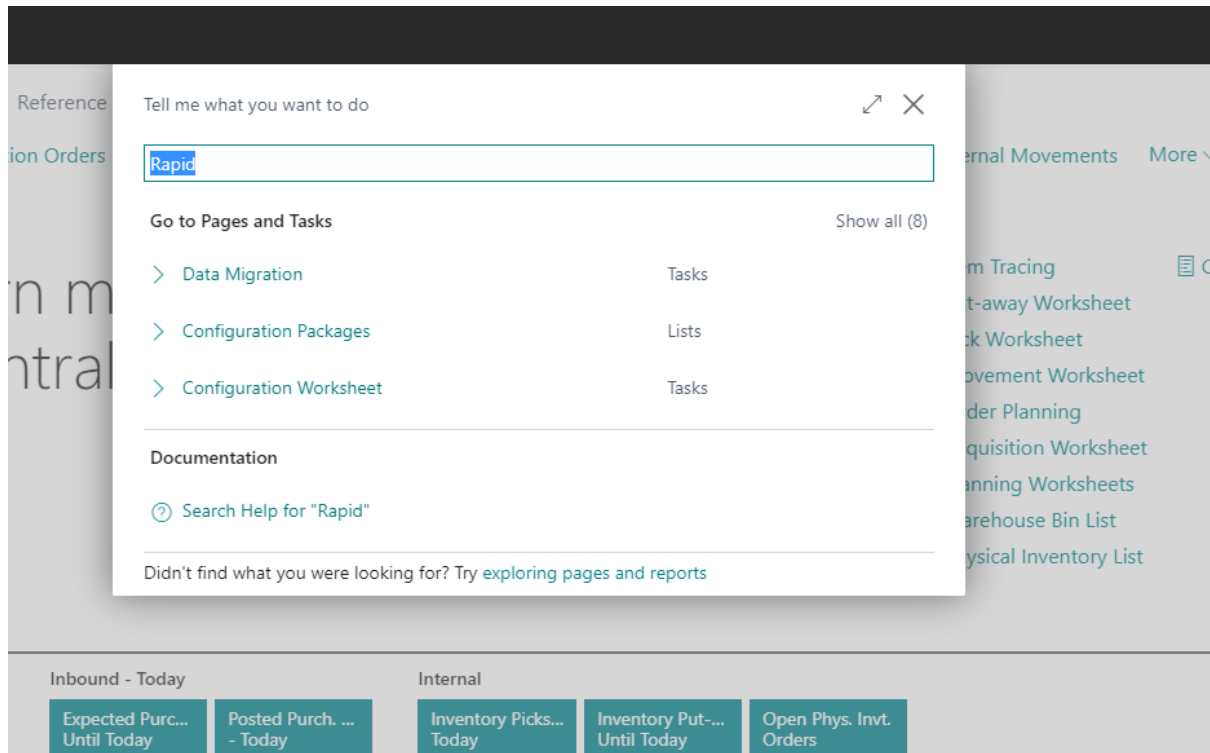 Reference
Tell me what you want to do
ion Orders
ernal Movements More
Rapid
Go to Pages and Tasks Show all (8)
Data Migration Tasks
Configuration Packages Lists
Configuration Worksheet Tasks
Documentation
Search Help for "Rapid"
Didn't find what you were looking for? Try exploring pages and reports
rn m
ntral
m Tracing
t-away Worksheet
ck Worksheet
ovement Worksheet
der Planning
quisition Worksheet
anning Worksheets
arehouse Bin List
ysical Inventory List
Inbound - Today
Expected Purc...
Until Today
Posted Purch. ...
- Today
Internal
Inventory Picks...
Today
Inventory Put-...
Until Today
Open Phys. Invt.
Orders